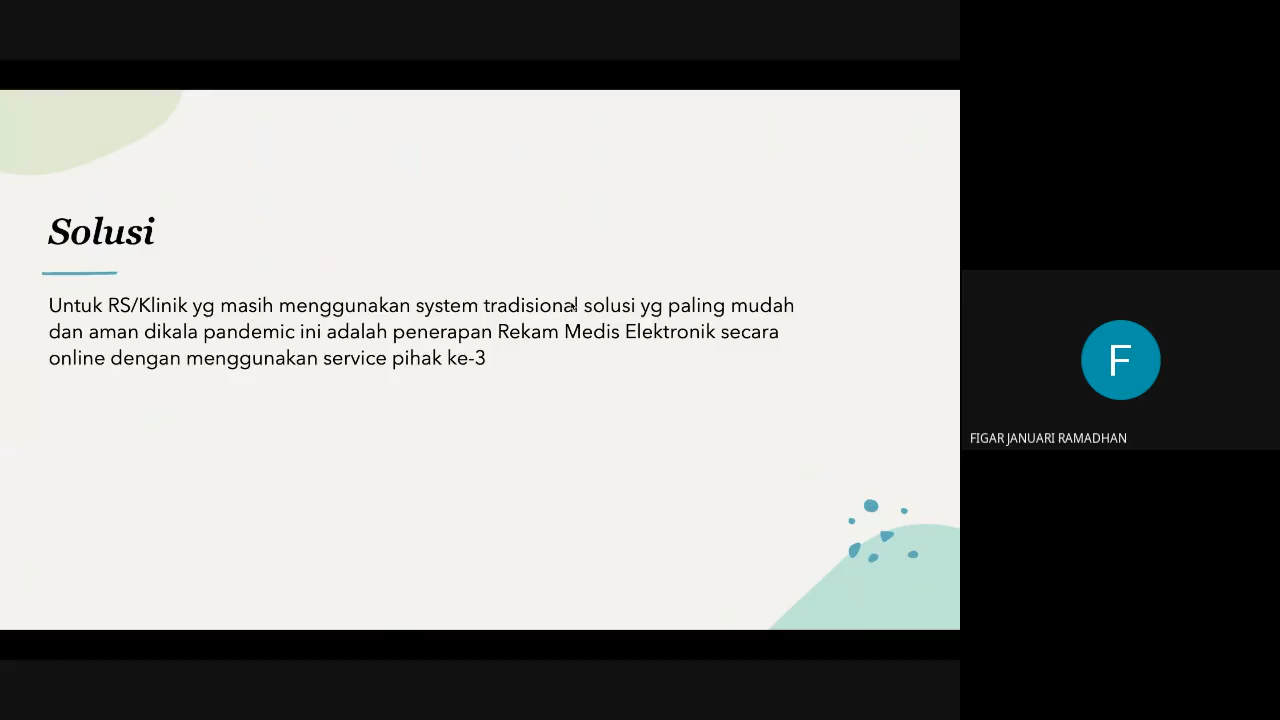 Solusi
Untuk RS/Klinik yg masih menggunakan system tradisional solusi yg paling mudah
dan aman dikala pandemic ini adalah penerapan Rekam Medis Elektronik secara
online dengan menggunakan service pihak ke-3
F
FIGAR JANUARI RAMADHAN